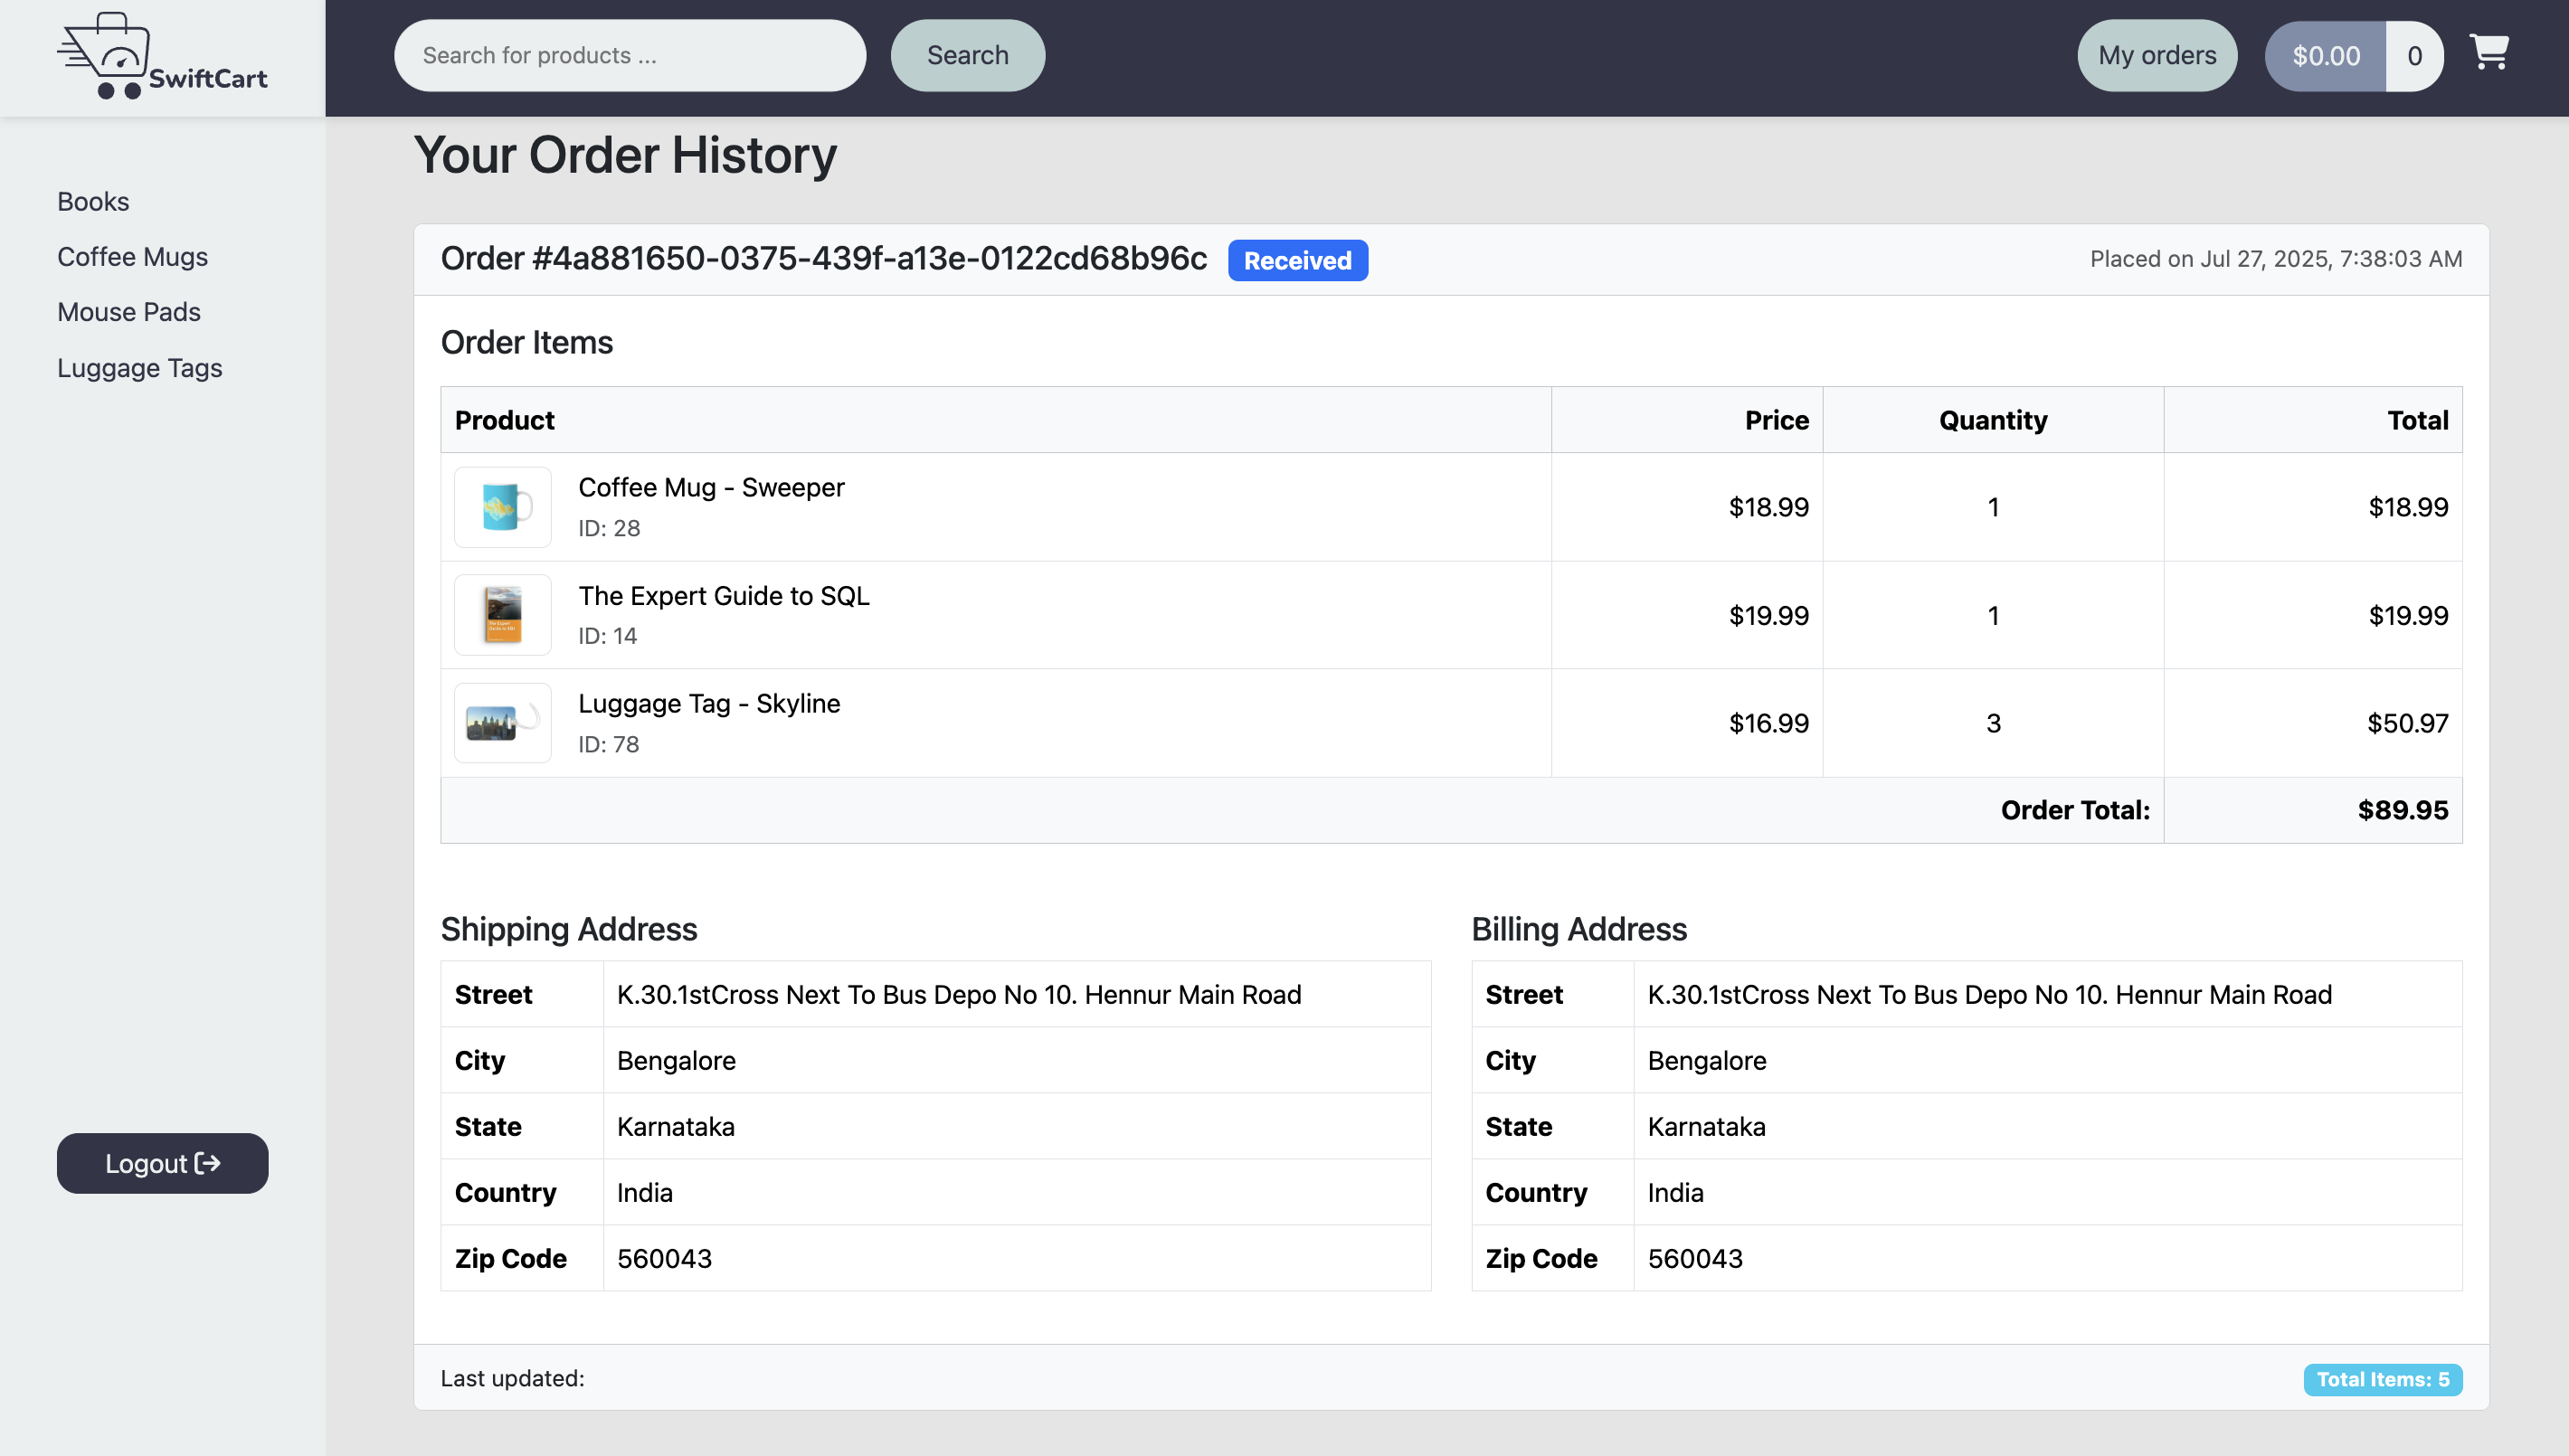 SwiftCart
Search for products ...
Search
My orders
$0.00
0
Books
Coffee Mugs
Mouse Pads
Luggage Tags
Logout
Your Order History
Order #4a881650-0375-439f-a13e-0122cd68b96c
Received
Placed on Jul 27, 2025, 7:38:03 AM
Order Items
Product Price Quantity Total
Coffee Mug - Sweeper
ID: 28
$18.99 1 $18.99
The Expert Guide to SQL
The Expert Guide to SQL
ID: 14
$19.99 1 $19.99
Luggage Tag - Skyline
ID: 78
$16.99 3 $50.97
Order Total: $89.95
Shipping Address
Street K.30.1stCross Next To Bus Depo No 10. Hennur Main Road
City Bengalore
State Karnataka
Country India
Zip Code 560043
Billing Address
Street K.30.1stCross Next To Bus Depo No 10. Hennur Main Road
City Bengalore
State Karnataka
Country India
Zip Code 560043
Last updated:
Total Items: 5